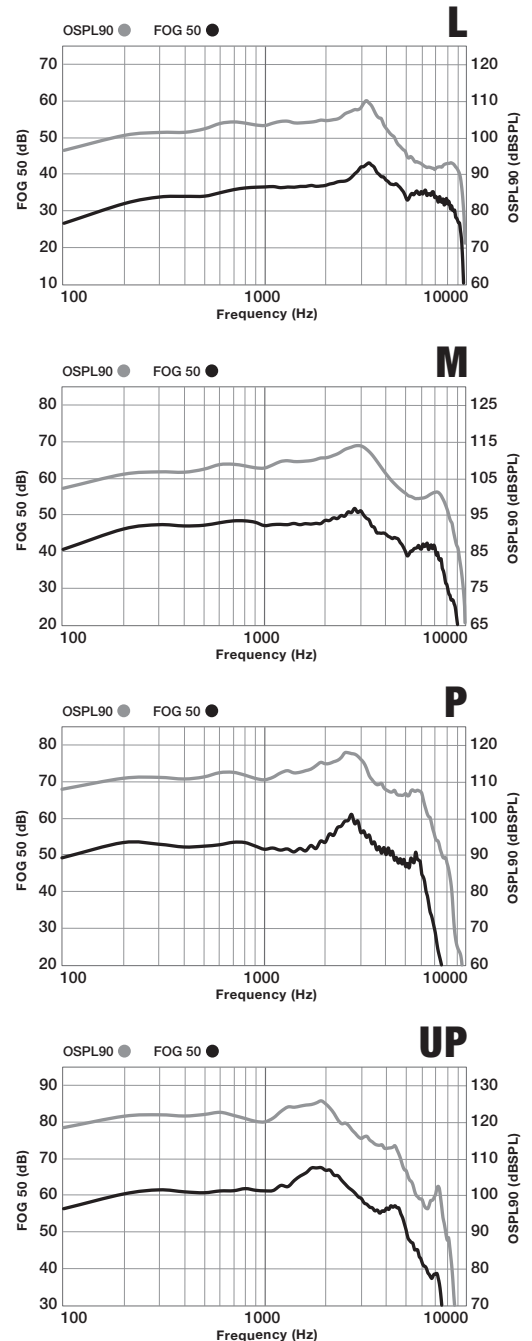 L
OSPL90 FOG 50
70 120
60 110
50 100
40 90
30 80
20 70
10 60
FOG 50 (dB)
OSPL90 (dBSPL)
100 1000 10000
Frequency (Hz)
M
OSPL90 FOG 50
80 125
70 115
60 105
50 95
40 85
30 75
20 65
FOG 50 (dB)
OSPL90 (dBSPL)
100 1000 10000
Frequency (Hz)
P
OSPL90 FOG 50
80 120
70 110
60 100
50 90
40 80
30 70
20 60
FOG 50 (dB)
OSPL90 (dBSPL)
100 1000 10000
Frequency (Hz)
UP
OSPL90 FOG 50
90 130
80 120
70 110
60 100
50 90
40 80
30 70
FOG 50 (dB)
OSPL90 (dBSPL)
100 1000 10000
Frequency (Hz)